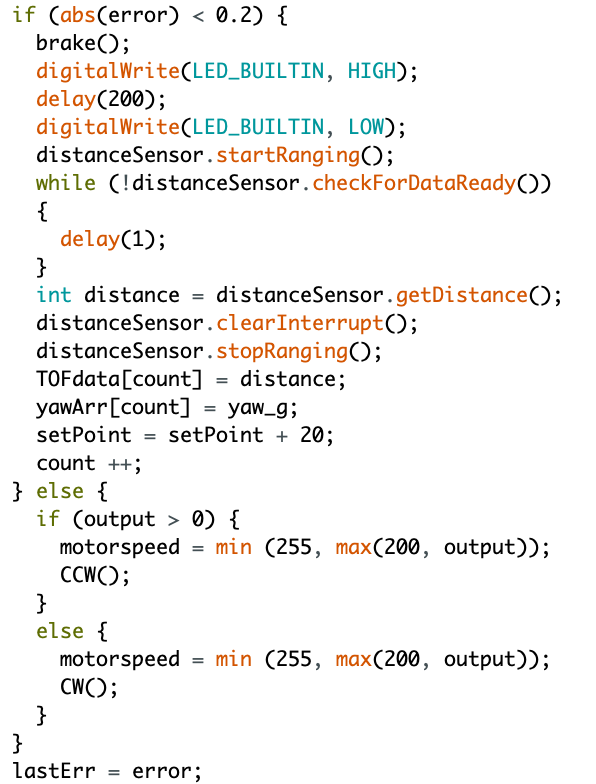 if (abs(error) < 0.2) {
  brake();
  digitalWrite(LED_BUILTIN, HIGH);
  delay(200);
  digitalWrite(LED_BUILTIN, LOW);
  distanceSensor.startRanging();
  while (!distanceSensor.checkForDataReady())
  {
    delay(1);
  }
  int distance = distanceSensor.getDistance();
  distanceSensor.clearInterrupt();
  distanceSensor.stopRanging();
  TOFdata[count] = distance;
  yawArr[count] = yaw_g;
  setPoint = setPoint + 20;
  count ++;
} else {
  if (output > 0) {
    motorspeed = min (255, max(200, output));
    CCW();
  }
  else {
    motorspeed = min (255, max(200, output));
    CW();
  }
}
lastErr = error;